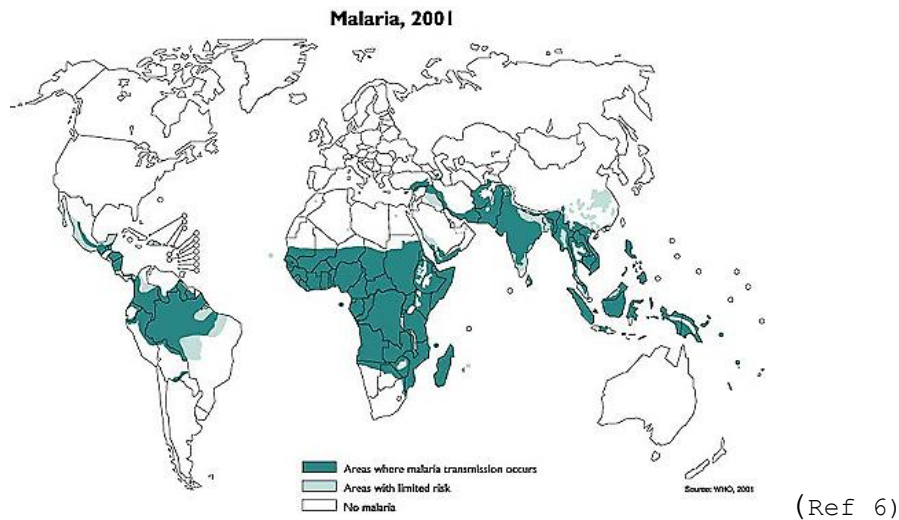 Malaria, 2001
Areas where malaria transmission occurs
Areas with limited risk
No malaria
Source: WHO, 2001
(Ref 6)